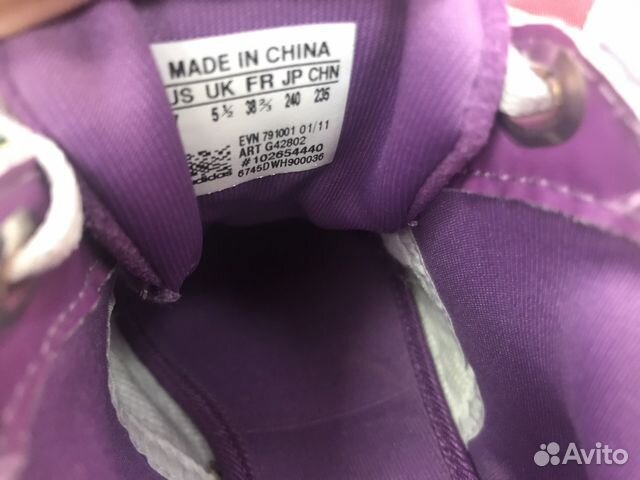 MADE IN CHINA
US UK FR JP CHN
7 5½ 38⅔ 240 235
EVN 791001 01/11
ART G42802
#102654440
6745DWH900036
adidas
Avito